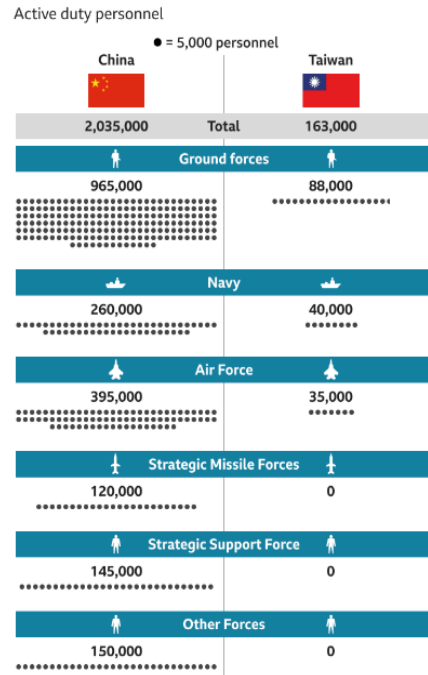 Active duty personnel
● = 5,000 personnel
China Taiwan
2,035,000 Total 163,000
Ground forces
965,000 88,000
Navy
260,000 40,000
Air Force
395,000 35,000
Strategic Missile Forces
120,000 0
Strategic Support Force
145,000 0
Other Forces
150,000 0